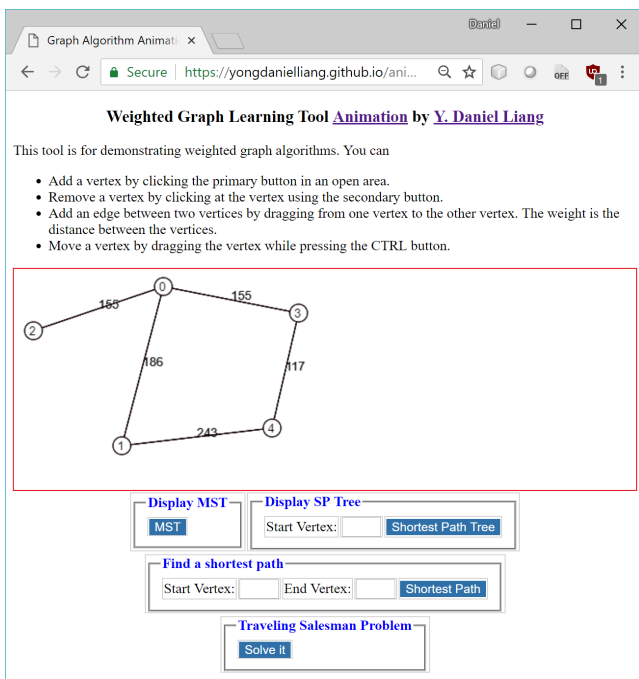 Daniel
Graph Algorithm Animati
Secure https://yongdanielliang.github.io/ani...
OFF
1
Weighted Graph Learning Tool Animation by Y. Daniel Liang
This tool is for demonstrating weighted graph algorithms. You can
• Add a vertex by clicking the primary button in an open area.
• Remove a vertex by clicking at the vertex using the secondary button.
• Add an edge between two vertices by dragging from one vertex to the other vertex. The weight is the
distance between the vertices.
• Move a vertex by dragging the vertex while pressing the CTRL button.
0
155
155
3
2
186
117
4
243
1
Display MST
MST
Display SP Tree
Start Vertex: Shortest Path Tree
Find a shortest path
Start Vertex: End Vertex: Shortest Path
Traveling Salesman Problem
Solve it